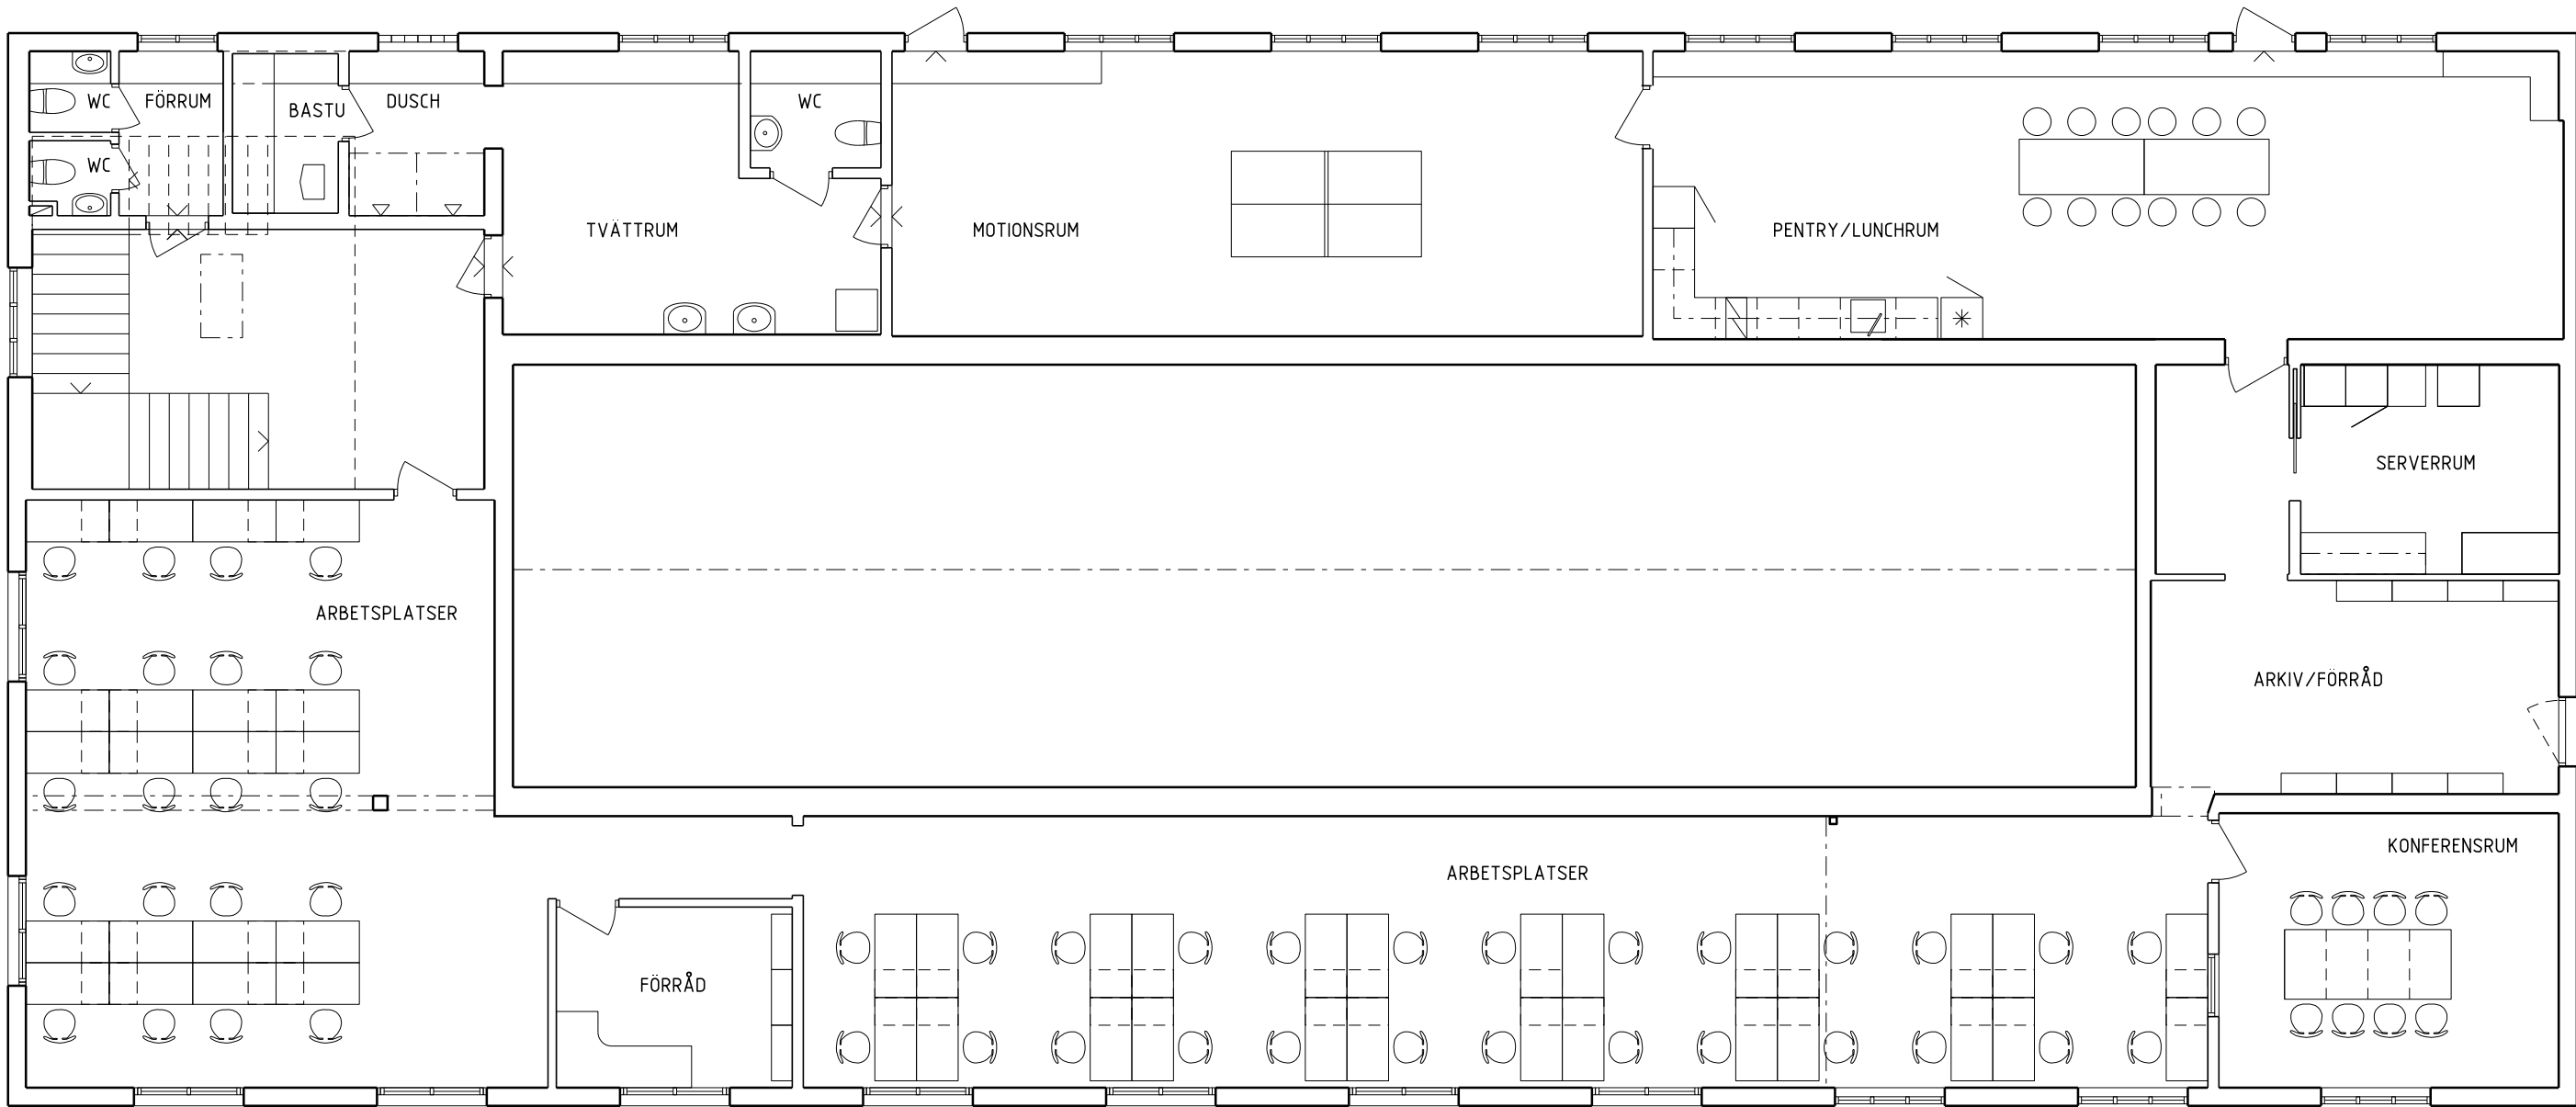 WC
FÖRRUM
BASTU
DUSCH
WC
WC
TVÄTTRUM
MOTIONSRUM
PENTRY/LUNCHRUM
SERVERRUM
ARBETSPLATSER
ARKIV/FÖRRÅD
KONFERENSRUM
ARBETSPLATSER
FÖRRÅD